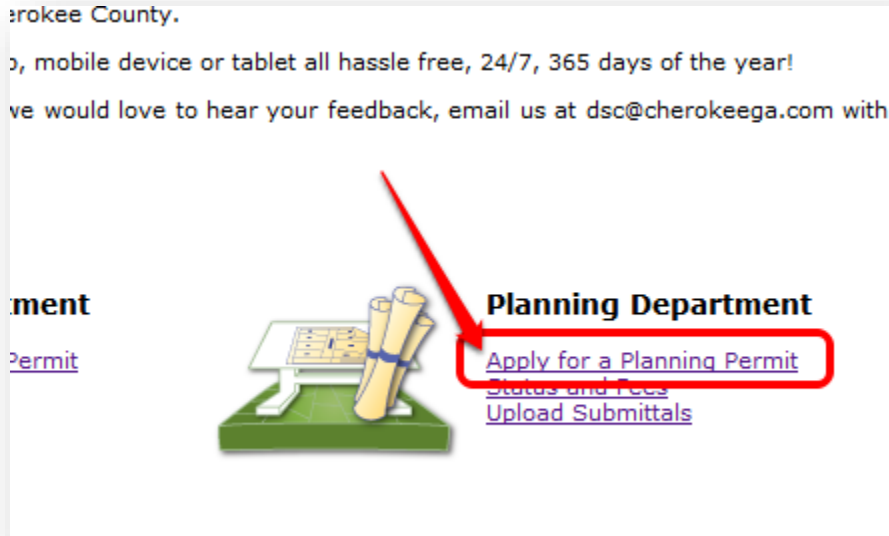 erokee County.
o, mobile device or tablet all hassle free, 24/7, 365 days of the year!
we would love to hear your feedback, email us at dsc@cherokeega.com with
tment
Planning Department
Permit
Apply for a Planning Permit
Status and Fees
Upload Submittals